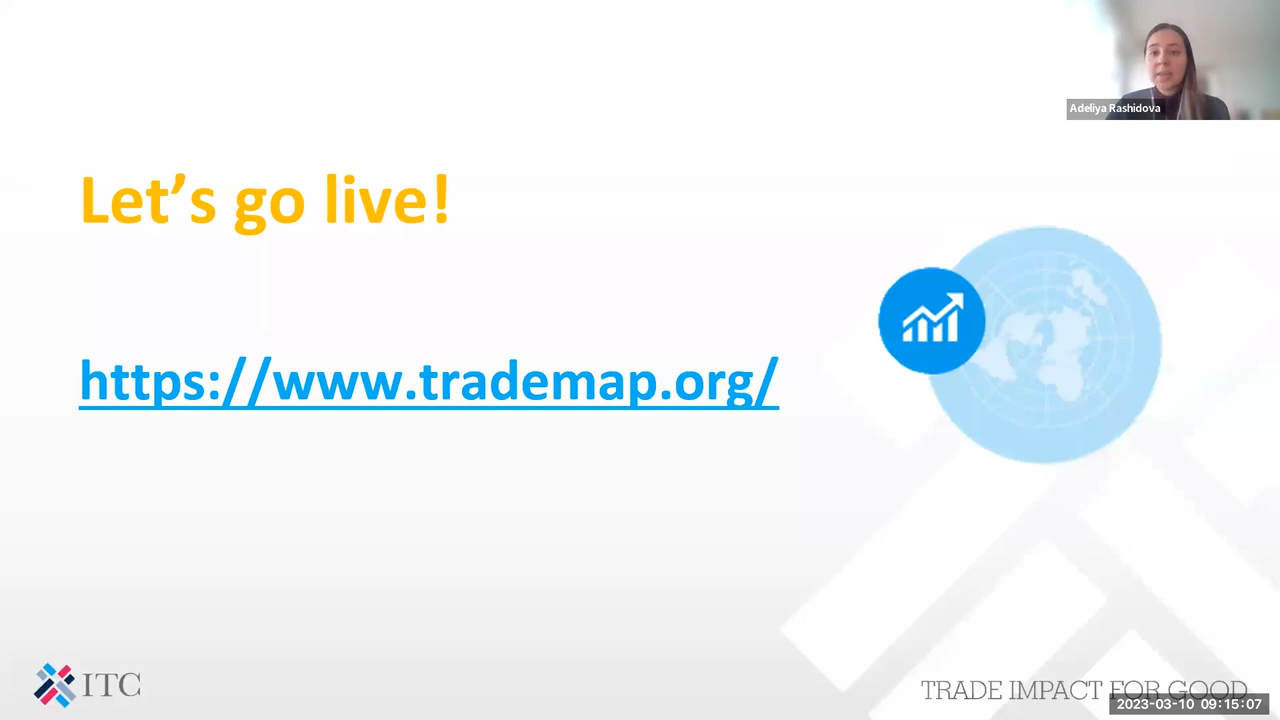 Adeliya Rashidova
Let's go live!
https://www.trademap.org/
ITC
TRADE IMPACT FOR GOOD
2023-03-10 09:15:07